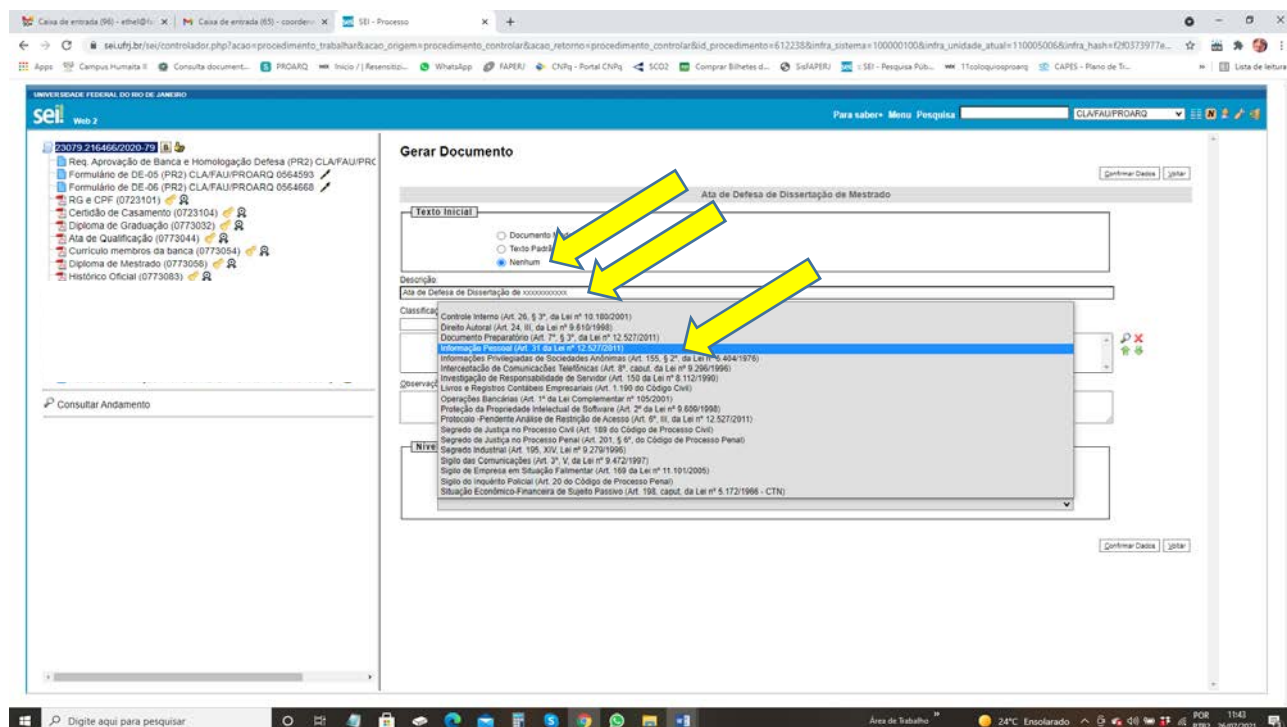 Caixa de entrada (96) - ethel@fa
Caixa de entrada (65) - coorden
SEI - Processo
sei.ufrj.br/sei/controlador.php?acao=procedimento_trabalhar&acao_origem=procedimento_controlar&acao_retorno=procedimento_controlar&id_procedimento=612238&infra_sistema=100000100&infra_unidade_atual=110005006&infra_hash=f2f0373977e...
Apps
Campus Humaita II
Consulta document...
PROARQ
Início / | Resensitiz...
WhatsApp
FAPERJ
CNPq - Portal CNPq
SCO2
Comprar Bilhetes d...
SisFAPERJ
:: SEI - Pesquisa Púb...
11coloquiosproarq
CAPES - Plano de Tr...
Lista de leitura
UNIVERSIDADE FEDERAL DO RIO DE JANEIRO
sei! Web 2
Para saber+ Menu Pesquisa
CLA/FAU/PROARQ
23079.216466/2020-79
Req. Aprovação de Banca e Homologação Defesa (PR2) CLA/FAU/PRC
Formulário de DE-05 (PR2) CLA/FAU/PROARQ 0564593
Formulário de DE-06 (PR2) CLA/FAU/PROARQ 0564668
RG e CPF (0723101)
Certidão de Casamento (0723104)
Diploma de Graduação (0773032)
Ata de Qualificação (0773044)
Currículo membros da banca (0773054)
Diploma de Mestrado (0773058)
Histórico Oficial (0773083)
Consultar Andamento
Gerar Documento
Confirmar Dados
Voltar
Ata de Defesa de Dissertação de Mestrado
Texto Inicial
Documento
Texto Padrã
Nenhum
Descrição:
Ata de Defesa de Dissertação de xxxxxxxxxxx
Classificaç
Controle Interno (Art. 26, § 3º, da Lei nº 10.180/2001)
Direito Autoral (Art. 24, III, da Lei nº 9.610/1998)
Documento Preparatório (Art. 7º, § 3º, da Lei nº 12.527/2011)
Informação Pessoal (Art. 31 da Lei nº 12.527/2011)
Informações Privilegiadas de Sociedades Anônimas (Art. 155, § 2º, da Lei nº 6.404/1976)
Interceptação de Comunicações Telefônicas (Art. 8º, caput, da Lei nº 9.296/1996)
Investigação de Responsabilidade de Servidor (Art. 150 da Lei nº 8.112/1990)
Livros e Registros Contábeis Empresariais (Art. 1.190 do Código Civil)
Operações Bancárias (Art. 1º da Lei Complementar nº 105/2001)
Proteção da Propriedade Intelectual de Software (Art. 2º da Lei nº 9.609/1998)
Protocolo -Pendente Análise de Restrição de Acesso (Art. 6º, III, da Lei nº 12.527/2011)
Segredo de Justiça no Processo Civil (Art. 189 do Código de Processo Civil)
Segredo de Justiça no Processo Penal (Art. 201, § 6º, do Código de Processo Penal)
Segredo Industrial (Art. 195, XIV, Lei nº 9.279/1996)
Sigilo das Comunicações (Art. 3º, V, da Lei nº 9.472/1997)
Sigilo de Empresa em Situação Falimentar (Art. 169 da Lei nº 11.101/2005)
Sigilo do Inquérito Policial (Art. 20 do Código de Processo Penal)
Situação Econômico-Financeira de Sujeito Passivo (Art. 198, caput, da Lei nº 5.172/1966 - CTN)
Observaçõ
Níve
Confirmar Dados
Voltar
Digite aqui para pesquisar
Área de Trabalho
24°C Ensolarado
POR
11:43
PTB2
26/07/2021